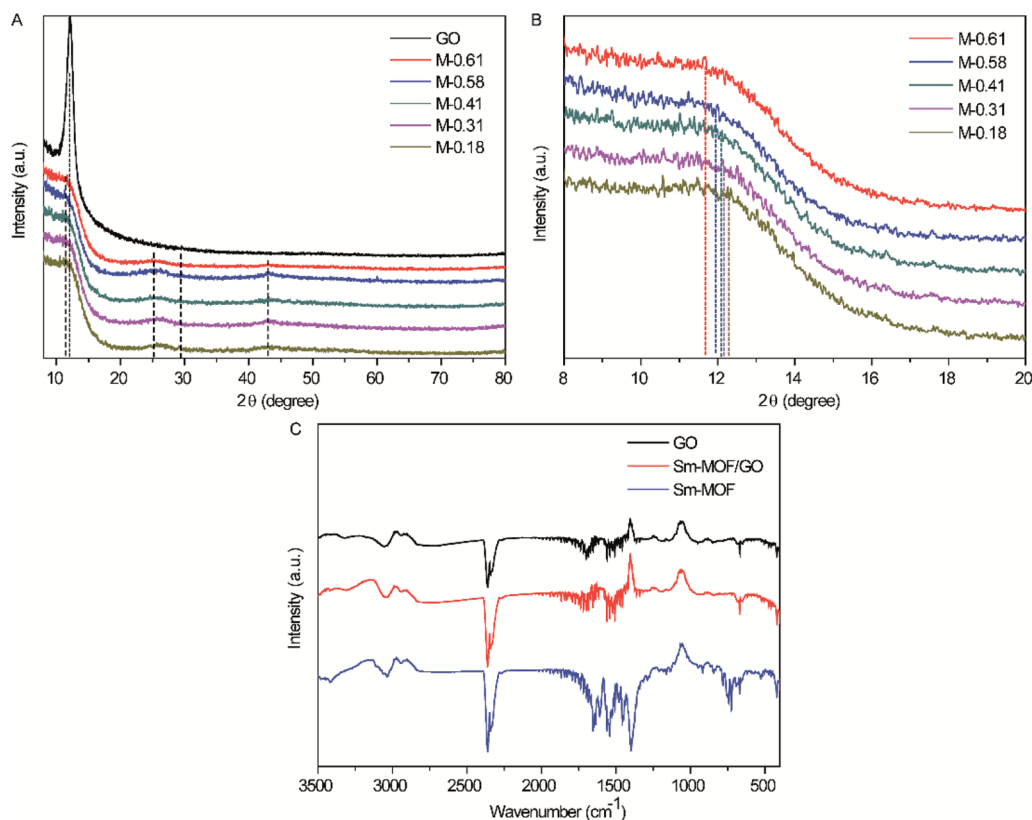 A
GO
M-0.61
M-0.58
M-0.41
M-0.31
M-0.18
Intensity (a.u.)
10 20 30 40 50 60 70 80
2θ (degree)
B
M-0.61
M-0.58
M-0.41
M-0.31
M-0.18
Intensity (a.u.)
8 10 12 14 16 18 20
2θ (degree)
C
GO
Sm-MOF/GO
Sm-MOF
Intensity (a.u.)
3500 3000 2500 2000 1500 1000 500
Wavenumber (cm⁻¹)